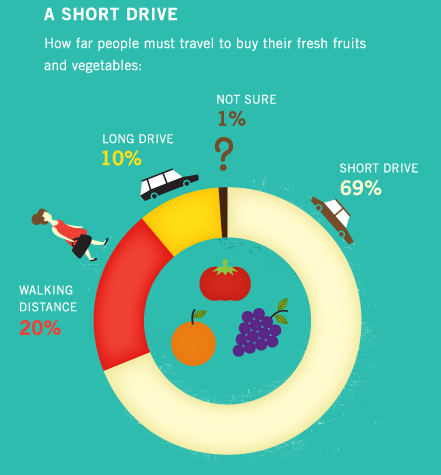 A SHORT DRIVE
How far people must travel to buy their fresh fruits
and vegetables:
NOT SURE
1%
?
LONG DRIVE
10%
SHORT DRIVE
69%
WALKING
DISTANCE
20%